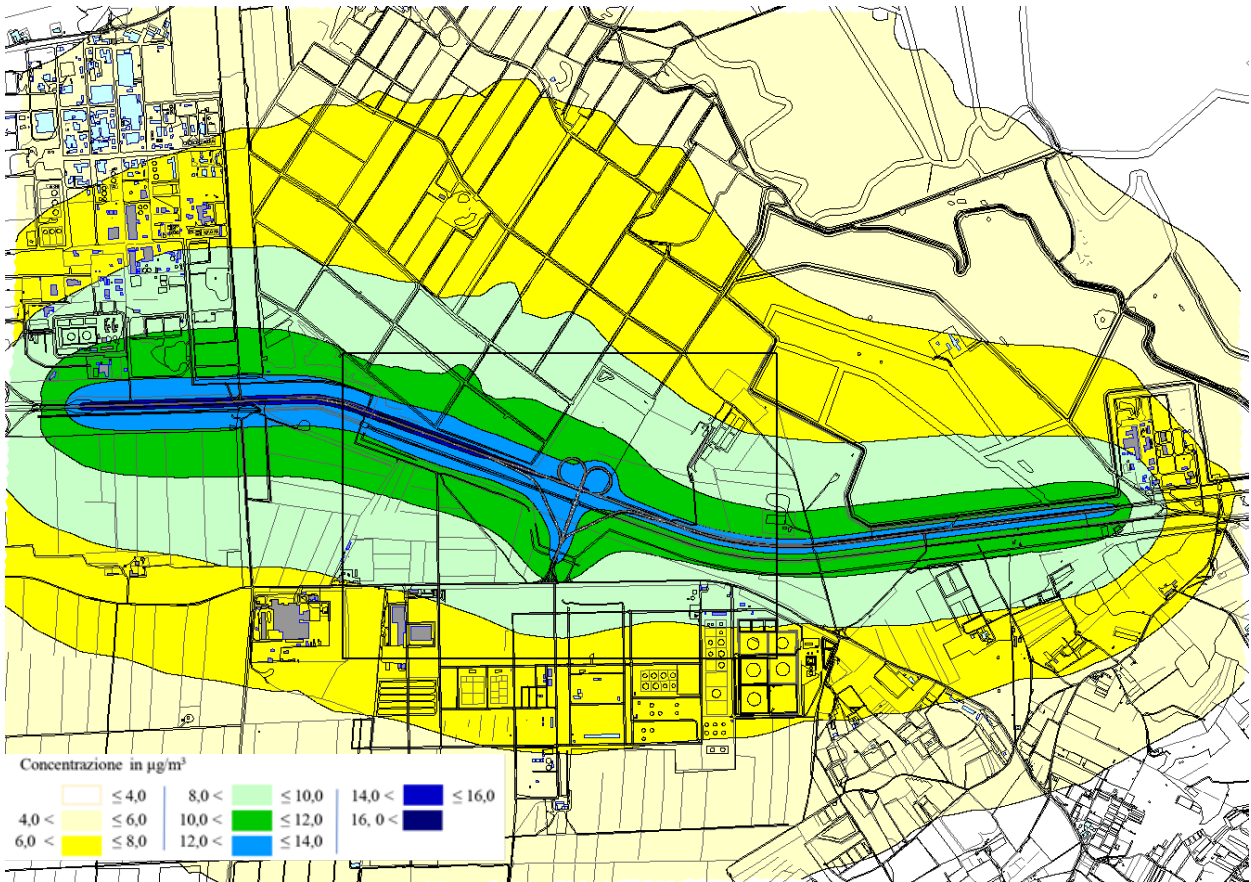 Concentrazione in µg/m³
≤ 4,0 8,0 < ≤ 10,0 14,0 < ≤ 16,0
4,0 < ≤ 6,0 10,0 < ≤ 12,0 16, 0 <
6,0 < ≤ 8,0 12,0 < ≤ 14,0